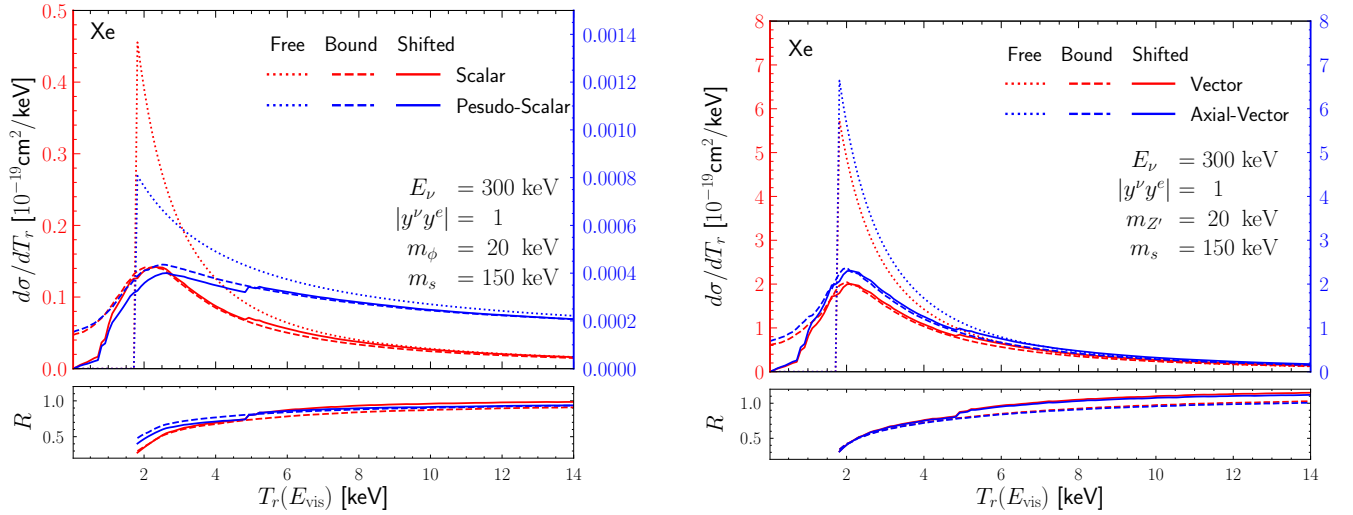 Xe
Free Bound Shifted
Scalar
Pesudo-Scalar
E_ν = 300 keV
|y^ν y^e| = 1
m_ϕ = 20 keV
m_s = 150 keV
dσ/dT_r [10^−19 cm^2/keV]
0.5
0.4
0.3
0.2
0.1
0.0
0.0014
0.0012
0.0010
0.0008
0.0006
0.0004
0.0002
0.0000
R
1.0
0.5
0 2 4 6 8 10 12 14
T_r(E_vis) [keV]
Xe
Free Bound Shifted
Vector
Axial-Vector
E_ν = 300 keV
|y^ν y^e| = 1
m_Z′ = 20 keV
m_s = 150 keV
dσ/dT_r [10^−19 cm^2/keV]
8
7
6
5
4
3
2
1
0
8
7
6
5
4
3
2
1
0
R
1.0
0.5
0 2 4 6 8 10 12 14
T_r(E_vis) [keV]